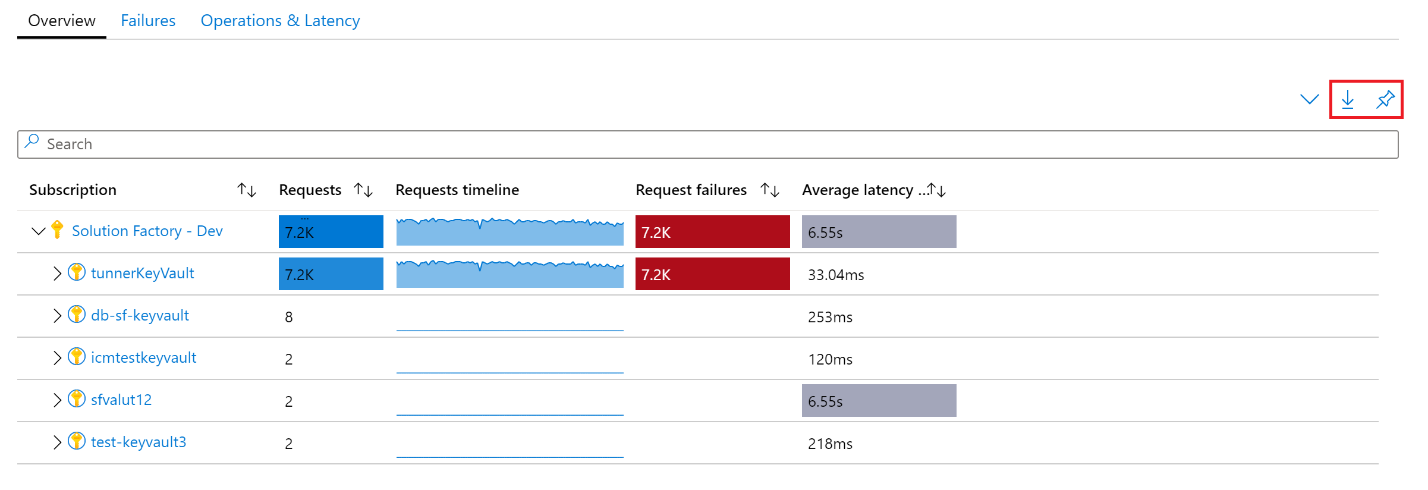 Overview Failures Operations & Latency
Search
Subscription Requests Requests timeline Request failures Average latency ...
Solution Factory - Dev 7.2K 7.2K 6.55s
tunnerKeyVault 7.2K 7.2K 33.04ms
db-sf-keyvault 8 253ms
icmtestkeyvault 2 120ms
sfvalut12 2 6.55s
test-keyvault3 2 218ms